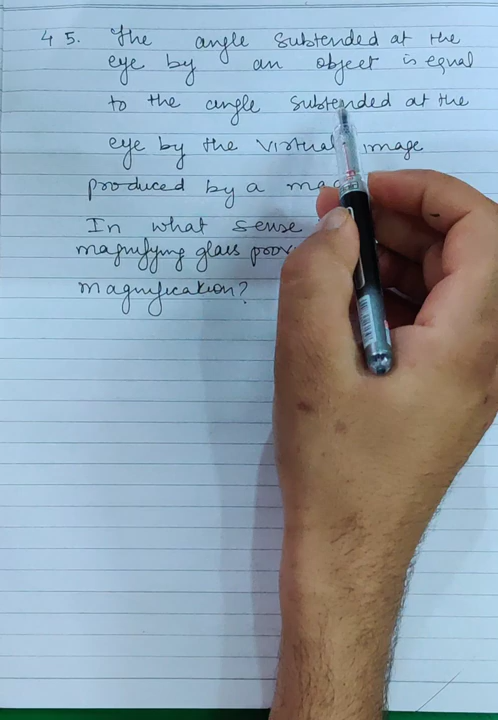 45. The angle subtended at the
eye by an object is equal
to the angle subtended at the
eye by the virtual image
produced by a
In what sense
magnifying glass
magnification?